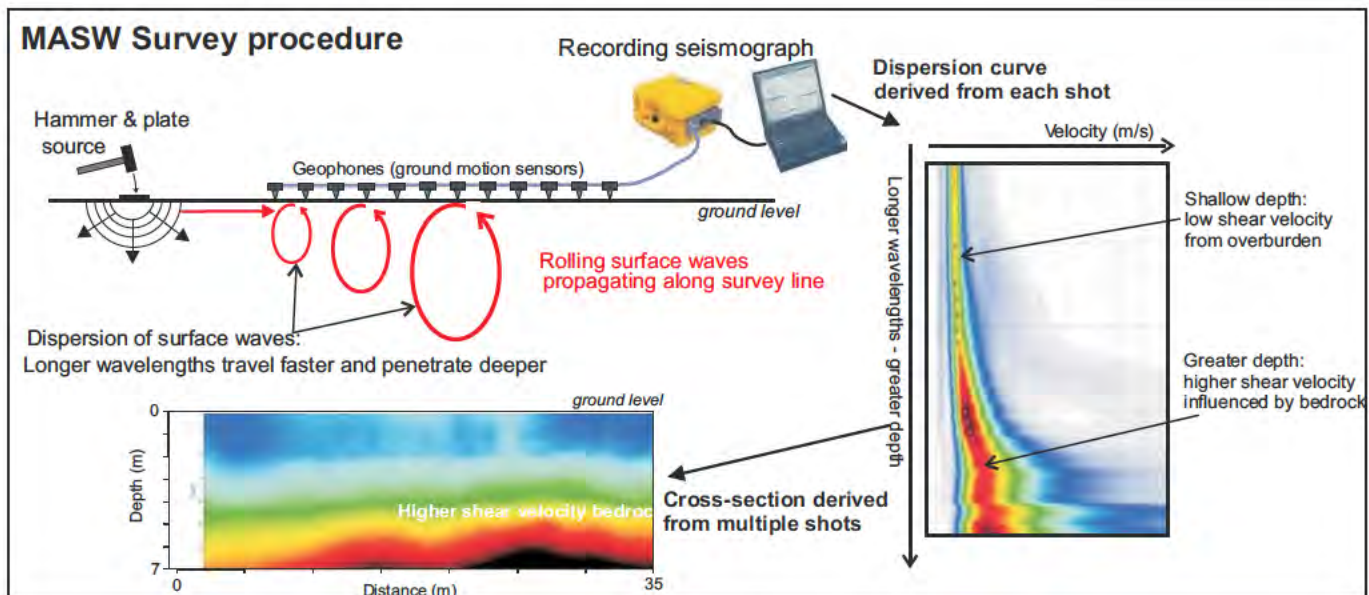 MASW Survey procedure
Recording seismograph
Dispersion curve
derived from each shot
Hammer & plate
source
Geophones (ground motion sensors)
ground level
Velocity (m/s)
Longer wavelengths - greater depth
Shallow depth:
low shear velocity
from overburden
Rolling surface waves
propagating along survey line
Dispersion of surface waves:
Longer wavelengths travel faster and penetrate deeper
Greater depth:
higher shear velocity
influenced by bedrock
ground level
0
Depth (m)
7
Higher shear velocity bedroc
Cross-section derived
from multiple shots
0
Distance (m)
35